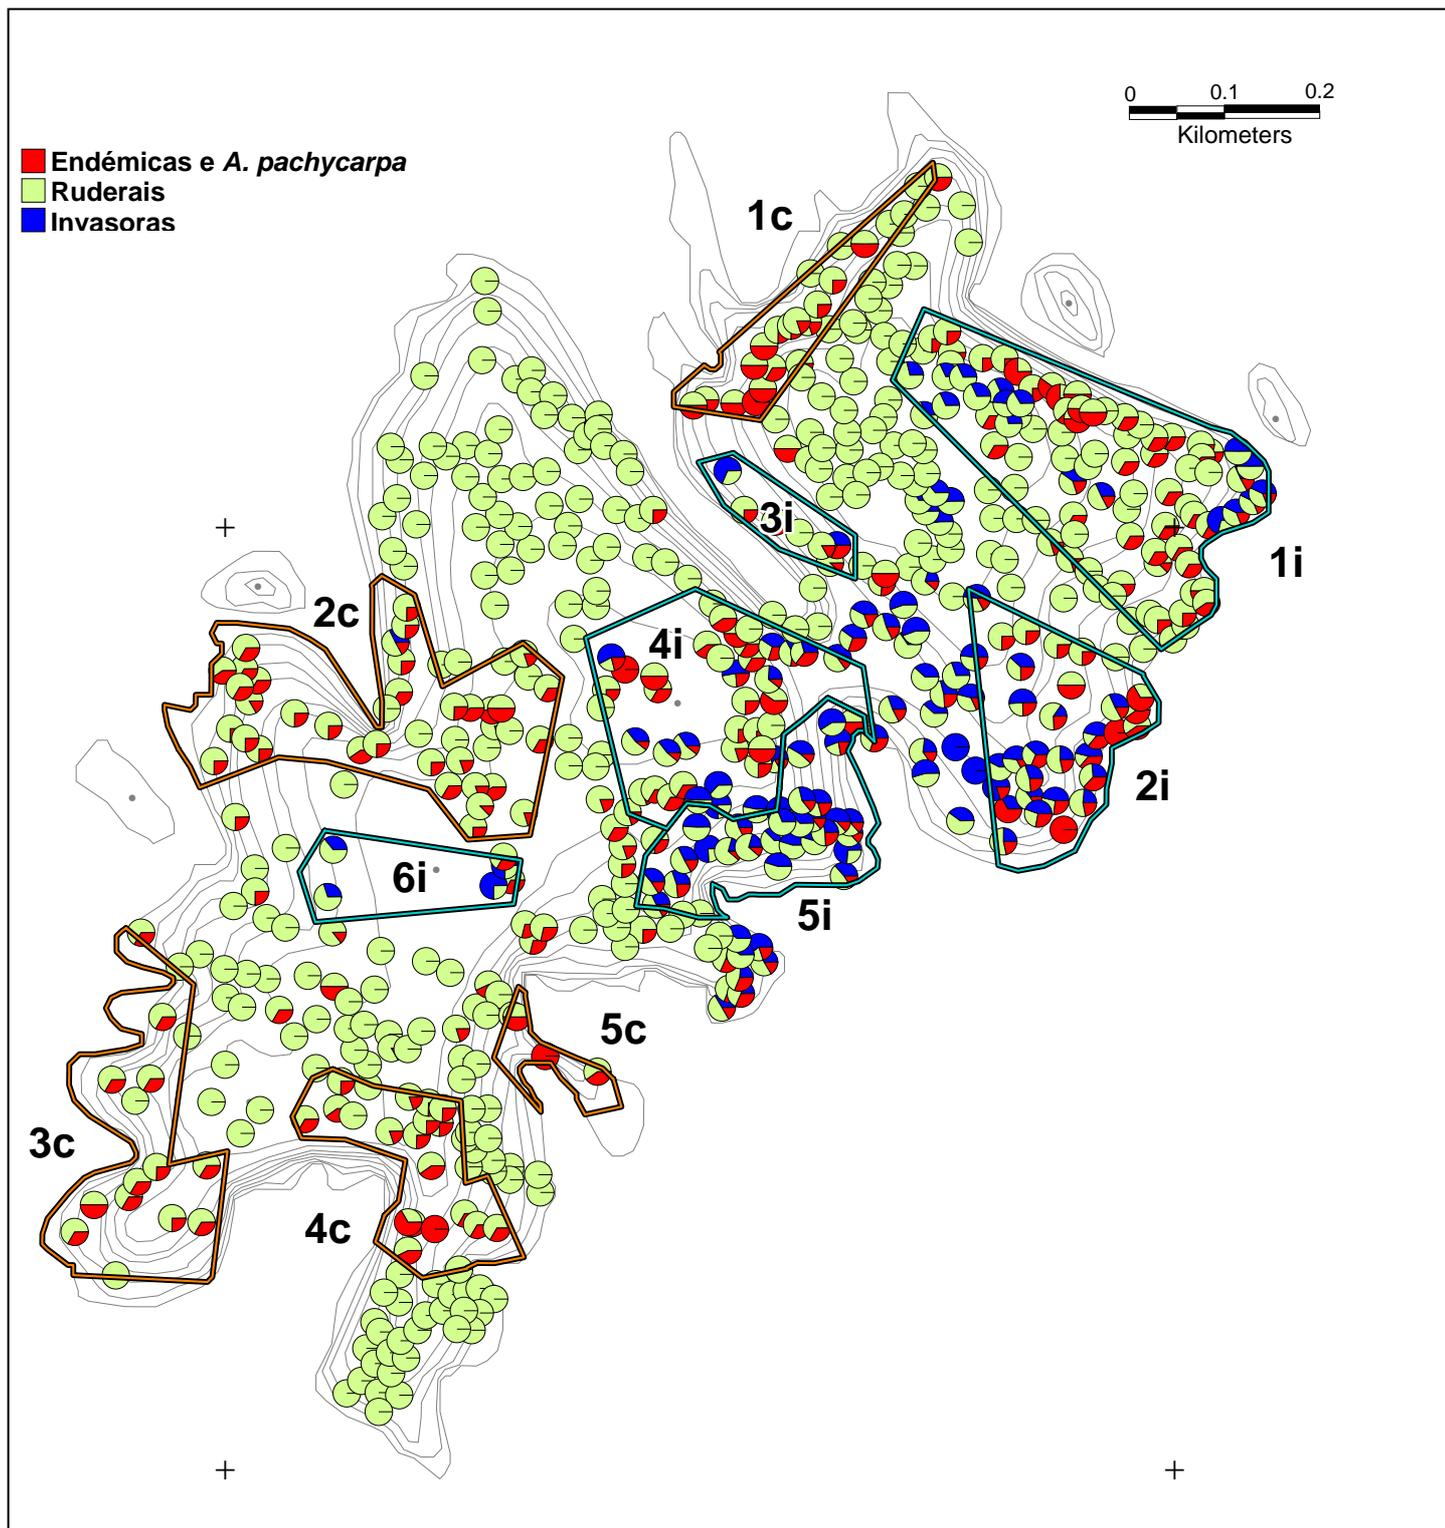 0 0.1 0.2
Kilometers
Endémicas e A. pachycarpa
Ruderais
Invasoras
1c
3i
1i
2c
4i
2i
6i
5i
5c
3c
4c